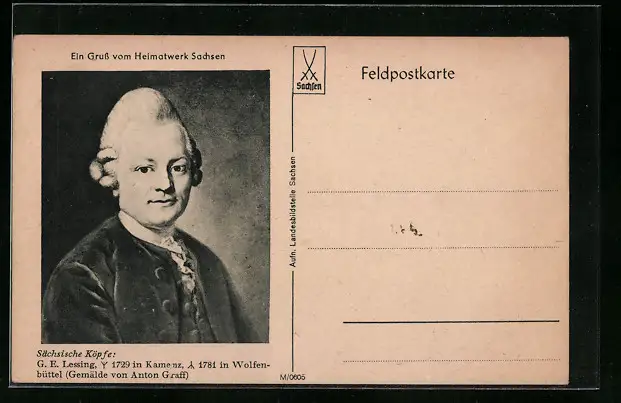 Ein Gruß vom Heimatwerk Sachsen
Sächsische Köpfe:
G. E. Lessing, ᛉ 1729 in Kamenz, ᛣ 1781 in Wolfen-
büttel (Gemälde von Anton Graff)
M/0605
Aufn. Landesbildstelle Sachsen
Sachsen
Feldpostkarte